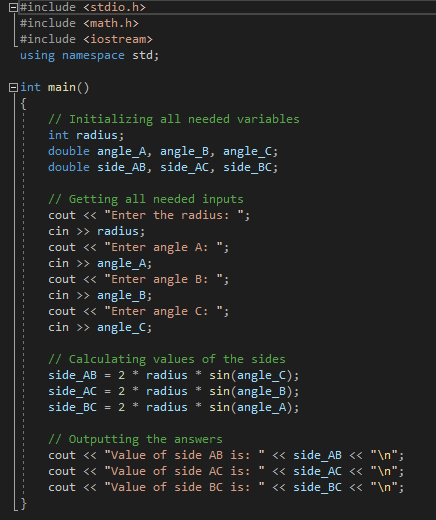 #include <stdio.h>
#include <math.h>
#include <iostream>
using namespace std;
int main()
{
// Initializing all needed variables
int radius;
double angle_A, angle_B, angle_C;
double side_AB, side_AC, side_BC;
// Getting all needed inputs
cout << "Enter the radius: ";
cin >> radius;
cout << "Enter angle A: ";
cin >> angle_A;
cout << "Enter angle B: ";
cin >> angle_B;
cout << "Enter angle C: ";
cin >> angle_C;
// Calculating values of the sides
side_AB = 2 * radius * sin(angle_C);
side_AC = 2 * radius * sin(angle_B);
side_BC = 2 * radius * sin(angle_A);
// Outputting the answers
cout << "Value of side AB is: " << side_AB << "\n";
cout << "Value of side AC is: " << side_AC << "\n";
cout << "Value of side BC is: " << side_BC << "\n";
}